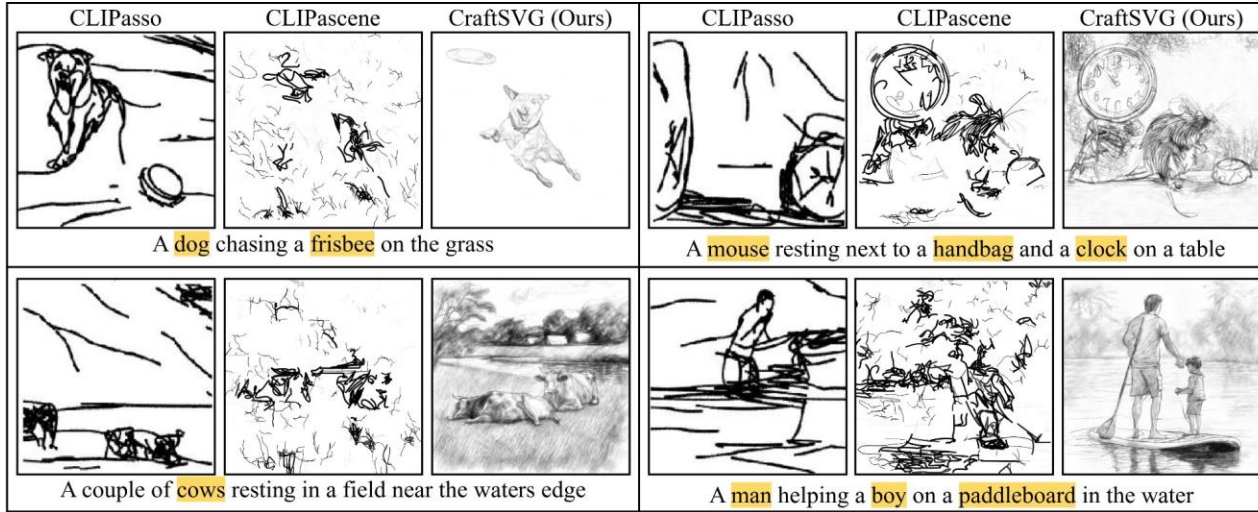 CLIPasso CLIPascene CraftSVG (Ours)
A dog chasing a frisbee on the grass
CLIPasso CLIPascene CraftSVG (Ours)
A mouse resting next to a handbag and a clock on a table
A couple of cows resting in a field near the waters edge
A man helping a boy on a paddleboard in the water